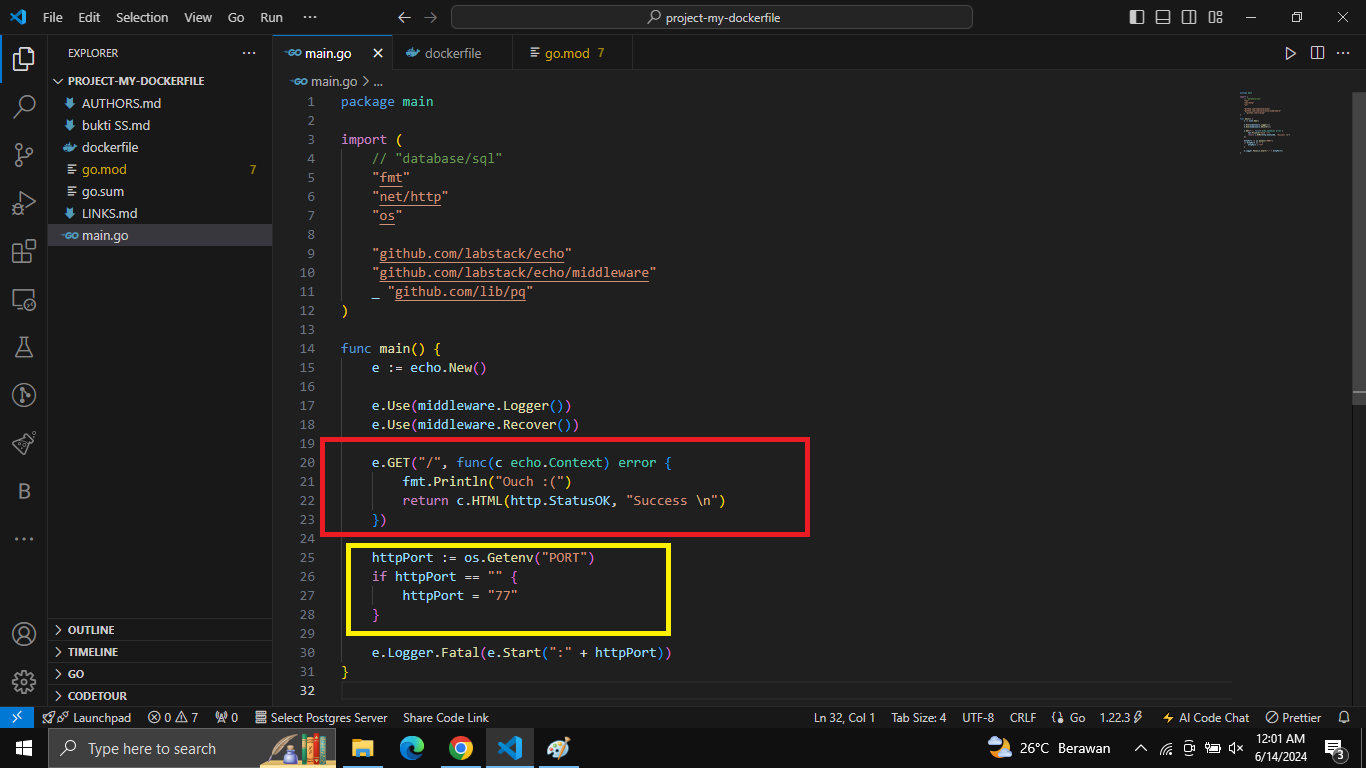 File Edit Selection View Go Run ···
project-my-dockerfile
EXPLORER ···
PROJECT-MY-DOCKERFILE
AUTHORS.md
bukti SS.md
dockerfile
go.mod 7
go.sum
LINKS.md
main.go
OUTLINE
TIMELINE
GO
CODETOUR
main.go
dockerfile
go.mod 7
main.go > ...
1 package main
2
3 import (
4 // "database/sql"
5 "fmt"
6 "net/http"
7 "os"
8
9 "github.com/labstack/echo"
10 "github.com/labstack/echo/middleware"
11 _ "github.com/lib/pq"
12 )
13
14 func main() {
15 e := echo.New()
16
17 e.Use(middleware.Logger())
18 e.Use(middleware.Recover())
19
20 e.GET("/", func(c echo.Context) error {
21 fmt.Println("Ouch :(")
22 return c.HTML(http.StatusOK, "Success \n")
23 })
24
25 httpPort := os.Getenv("PORT")
26 if httpPort == "" {
27 httpPort = "77"
28 }
29
30 e.Logger.Fatal(e.Start(":" + httpPort))
31 }
32
Launchpad 0 7 0 Select Postgres Server Share Code Link Ln 32, Col 1 Tab Size: 4 UTF-8 CRLF Go 1.22.3 AI Code Chat Prettier
Type here to search
26°C Berawan
12:01 AM
6/14/2024
3